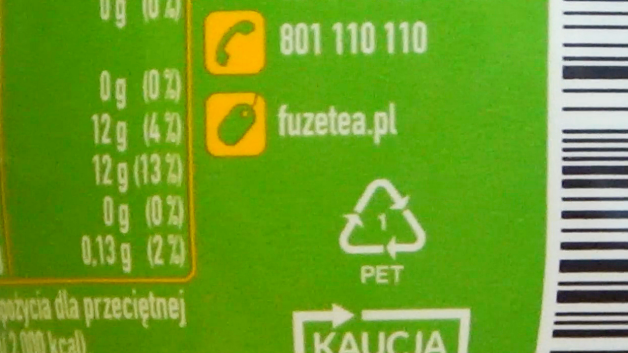 0g (0%)
801 110 110
0g (0%)
12g (4%)
fuzetea.pl
12g (13%)
0g (0%)
0,13g (2%)
1
PET
dla przeciętnej
2 000 kcal)
KAUCJA